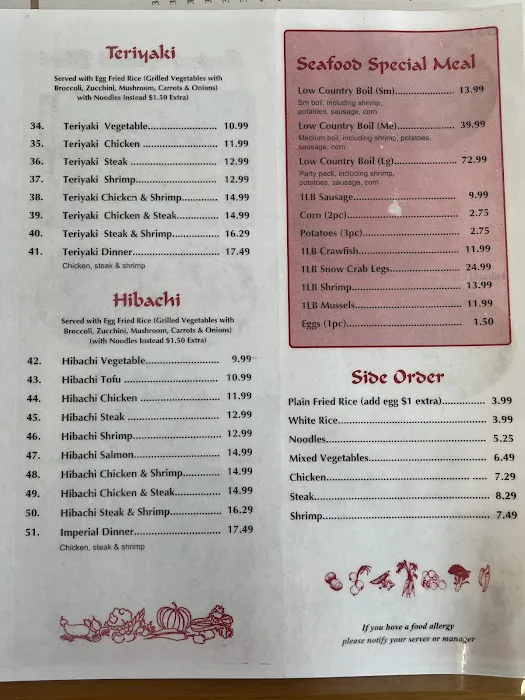 Teriyaki
Served with Egg Fried Rice (Grilled Vegetables with
Broccoli, Zucchini, Mushroom, Carrots & Onions)
with Noodles Instead $1.50 Extra)
34. Teriyaki Vegetable............................ 10.99
35. Teriyaki Chicken ............................ 11.99
36. Teriyaki Steak ............................ 12.99
37. Teriyaki Shrimp............................ 12.99
38. Teriyaki Chicken & Shrimp............ 14.99
39. Teriyaki Chicken & Steak............ 14.99
40. Teriyaki Steak & Shrimp............ 16.29
41. Teriyaki Dinner............................ 17.49
Chicken, steak & shrimp
Hibachi
Served with Egg Fried Rice (Grilled Vegetables with
Broccoli, Zucchini, Mushroom, Carrots & Onions)
(with Noodles Instead $1.50 Extra)
42. Hibachi Vegetable............................ 9.99
43. Hibachi Tofu ............................ 10.99
44. Hibachi Chicken ............................ 11.99
45. Hibachi Steak ............................ 12.99
46. Hibachi Shrimp............................ 12.99
47. Hibachi Salmon............................ 14.99
48. Hibachi Chicken & Shrimp............ 14.99
49. Hibachi Chicken & Steak............ 14.99
50. Hibachi Steak & Shrimp............ 16.29
51. Imperial Dinner............................ 17.49
Chicken, steak & shrimp
Seafood Special Meal
Low Country Boil (Sm)...................... 13.99
Sm boil, including shrimp,
potatoes, sausage, corn
Low Country Boil (Me)...................... 39.99
Medium boil, including shrimp, potatoes,
sausage, corn
Low Country Boil (Lg)...................... 72.99
Party pack, including shrimp,
potatoes, sausage, corn
1LB Sausage............................ 9.99
Corn (2pc)............................ 2.75
Potatoes (3pc)............................ 2.75
1LB Crawfish............................ 11.99
1LB Snow Crab Legs.................... 24.99
1LB Shrimp............................ 13.99
1LB Mussels............................ 11.99
Eggs (1pc)............................ 1.50
Side Order
Plain Fried Rice (add egg $1 extra).............. 3.99
White Rice........................................ 3.99
Noodles........................................ 5.25
Mixed Vegetables................................ 6.49
Chicken........................................ 7.29
Steak........................................ 8.29
Shrimp........................................ 7.49
If you have a food allergy
please notify your server or manager